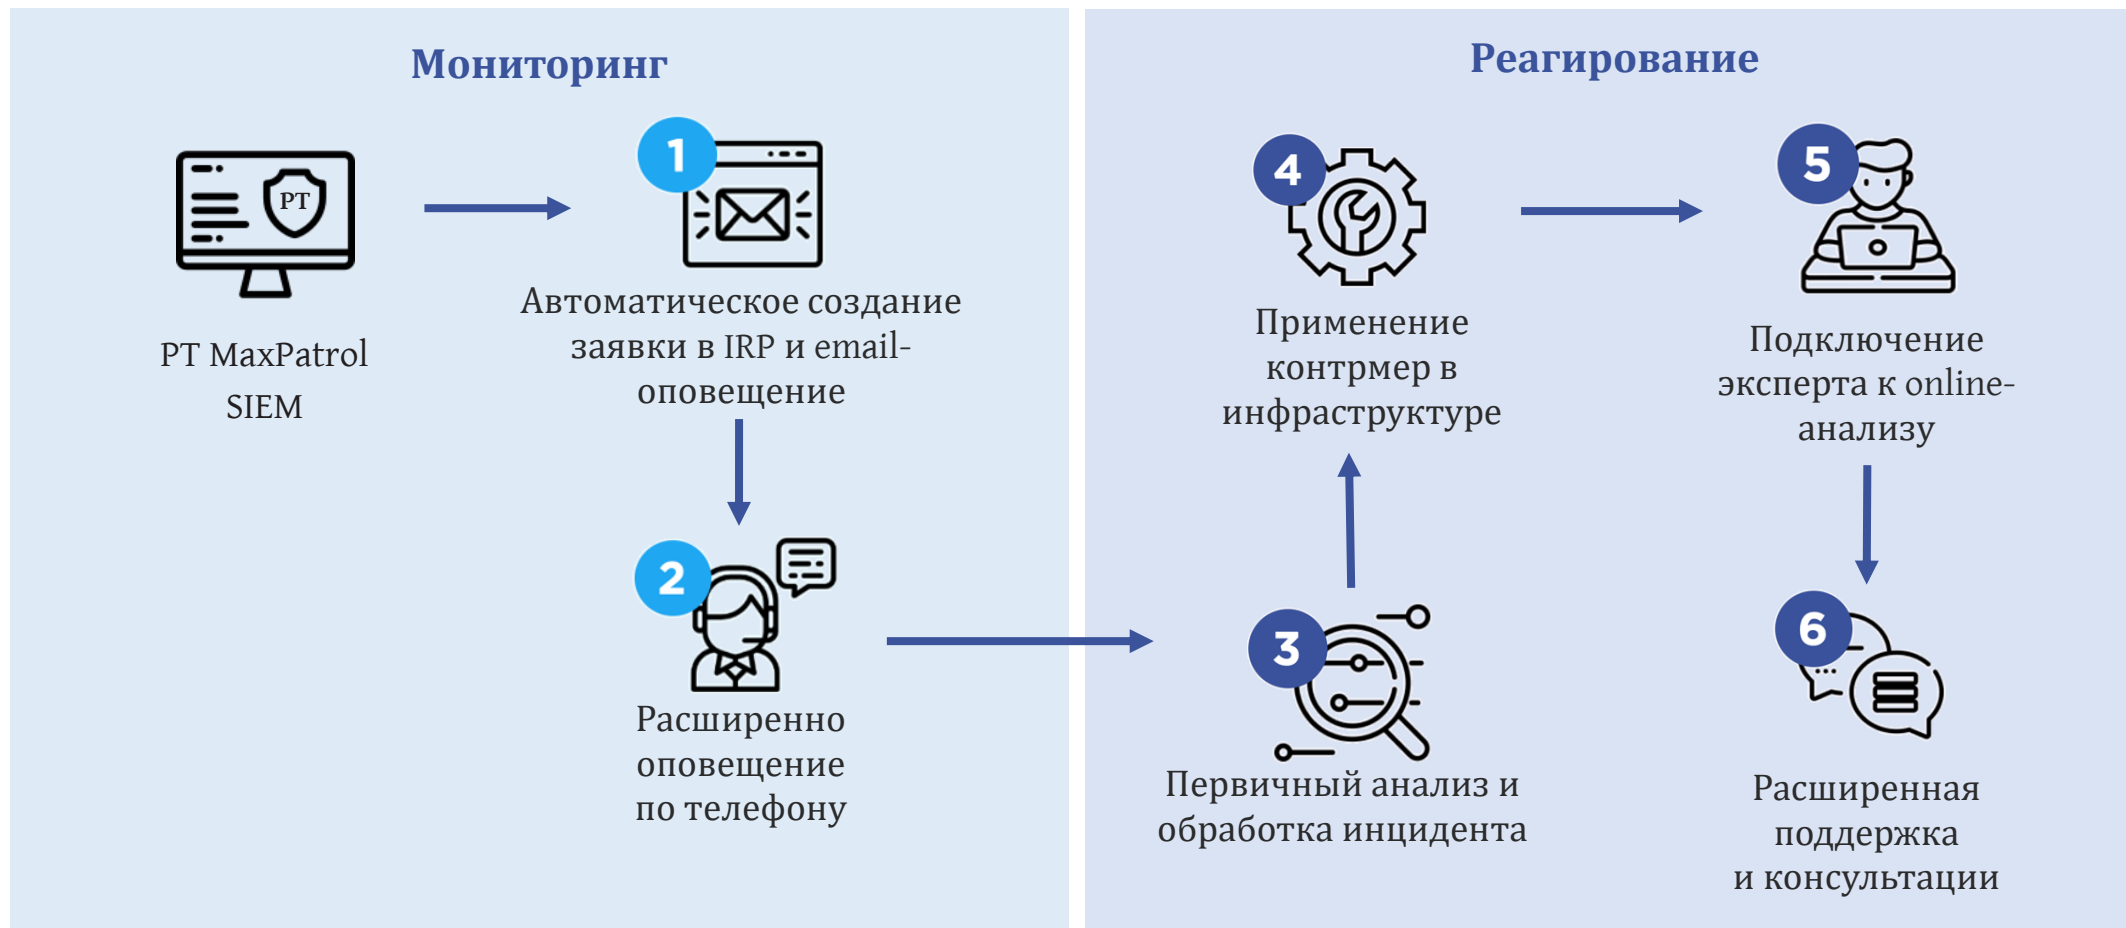 Мониторинг
PT
PT MaxPatrol
SIEM
1
Автоматическое создание
заявки в IRP и email-
оповещение
2
Расширенно
оповещение
по телефону
Реагирование
3
Первичный анализ и
обработка инцидента
4
Применение
контрмер в
инфраструктуре
5
Подключение
эксперта к online-
анализу
6
Расширенная
поддержка
и консультации